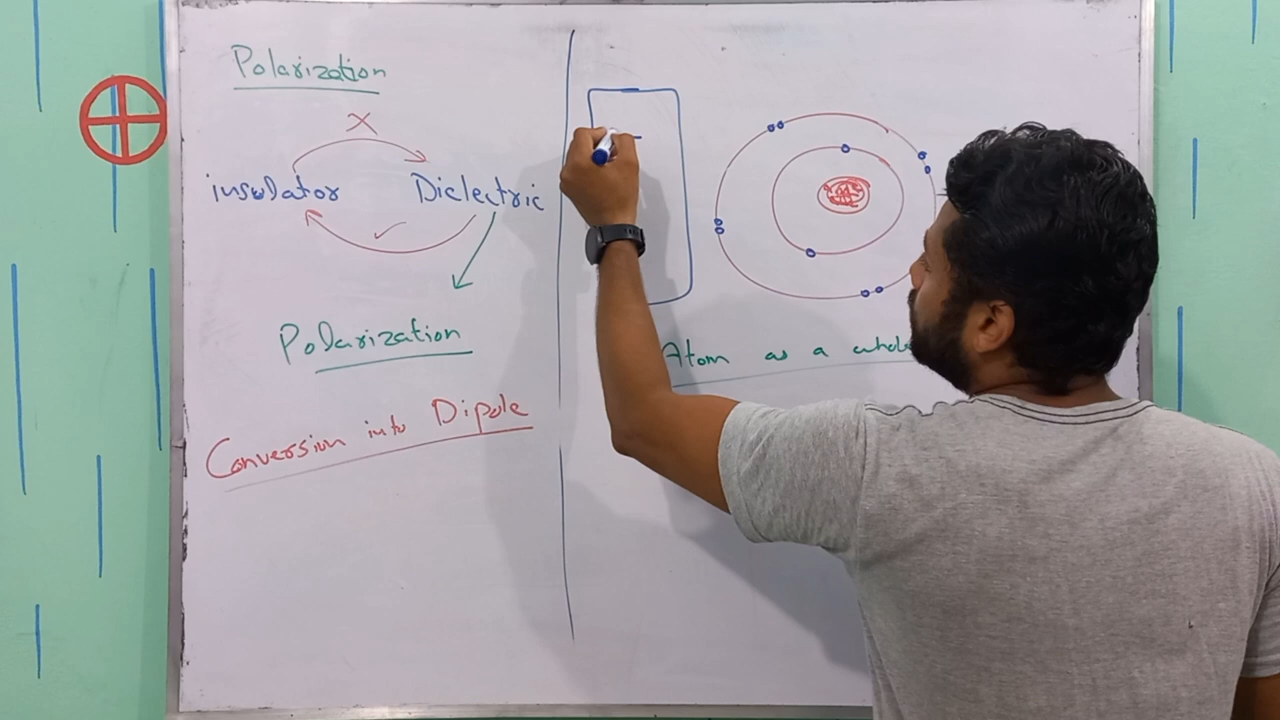 Polarization
X
insulator Dielectric
Polarization
Conversion into Dipole
Atom as a whole